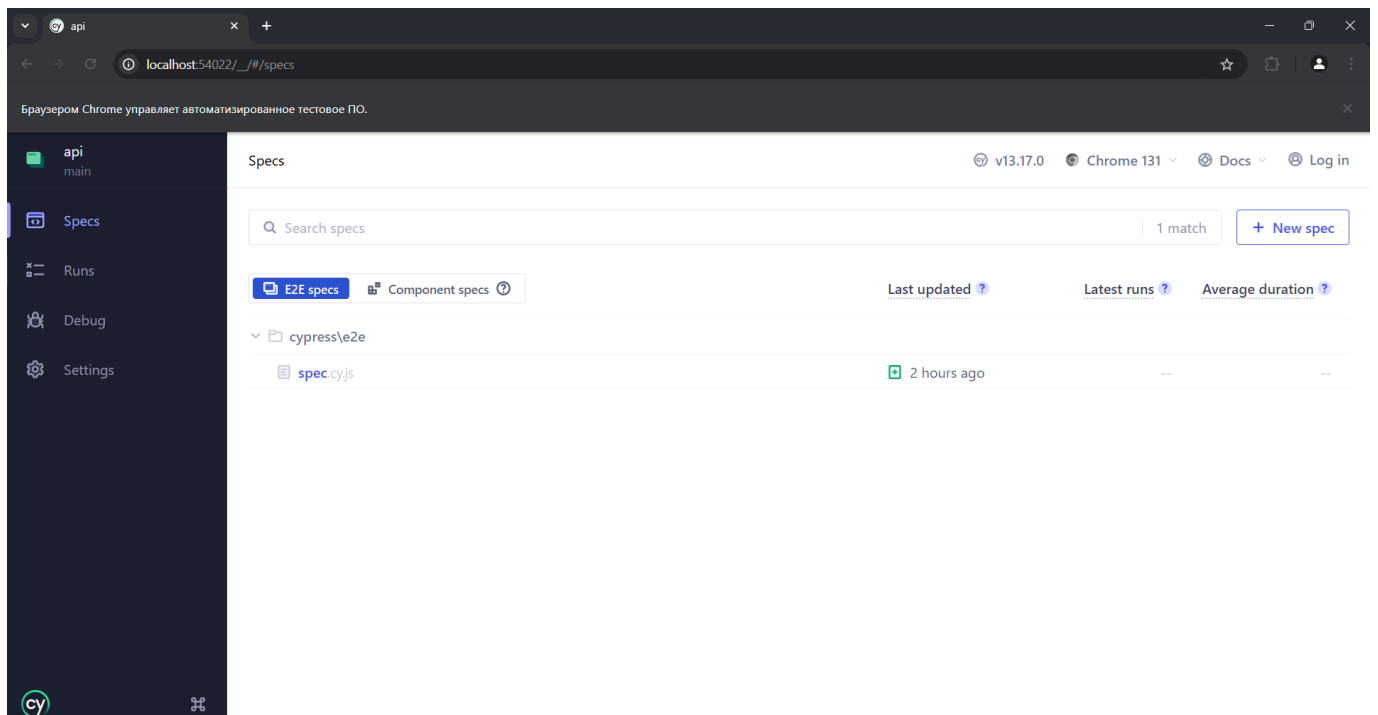 api
localhost:54022/__/#/specs
Браузером Chrome управляет автоматизированное тестовое ПО.
api
main
Specs
Runs
Debug
Settings
cy
Specs
cy v13.17.0 Chrome 131 Docs Log in
Search specs 1 match + New spec
E2E specs Component specs ? Last updated ? Latest runs ? Average duration ?
cypress\e2e
spec.cy.js 2 hours ago -- --